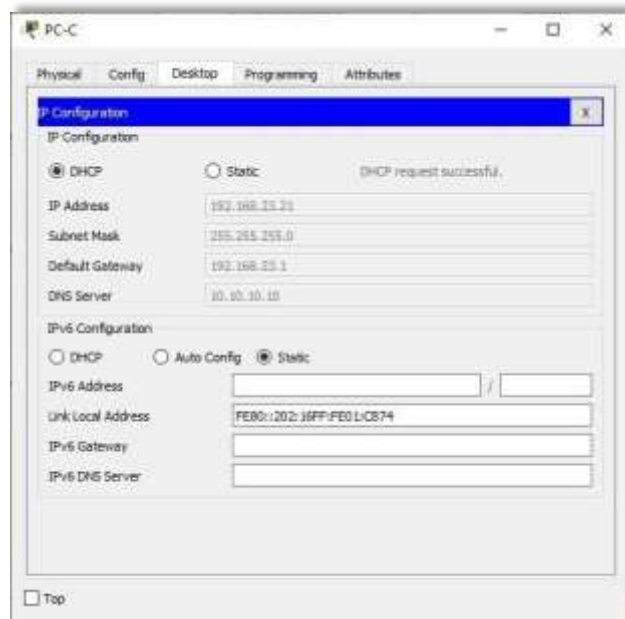 PC-C
Physical Config Desktop Programming Attributes
IP Configuration X
IP Configuration
DHCP Static DHCP request successful.
IP Address 192.168.23.21
Subnet Mask 255.255.255.0
Default Gateway 192.168.23.1
DNS Server 10.10.10.10
IPv6 Configuration
DHCP Auto Config Static
IPv6 Address /
Link Local Address FE80::202:16FF:FE01:C874
IPv6 Gateway
IPv6 DNS Server
Top